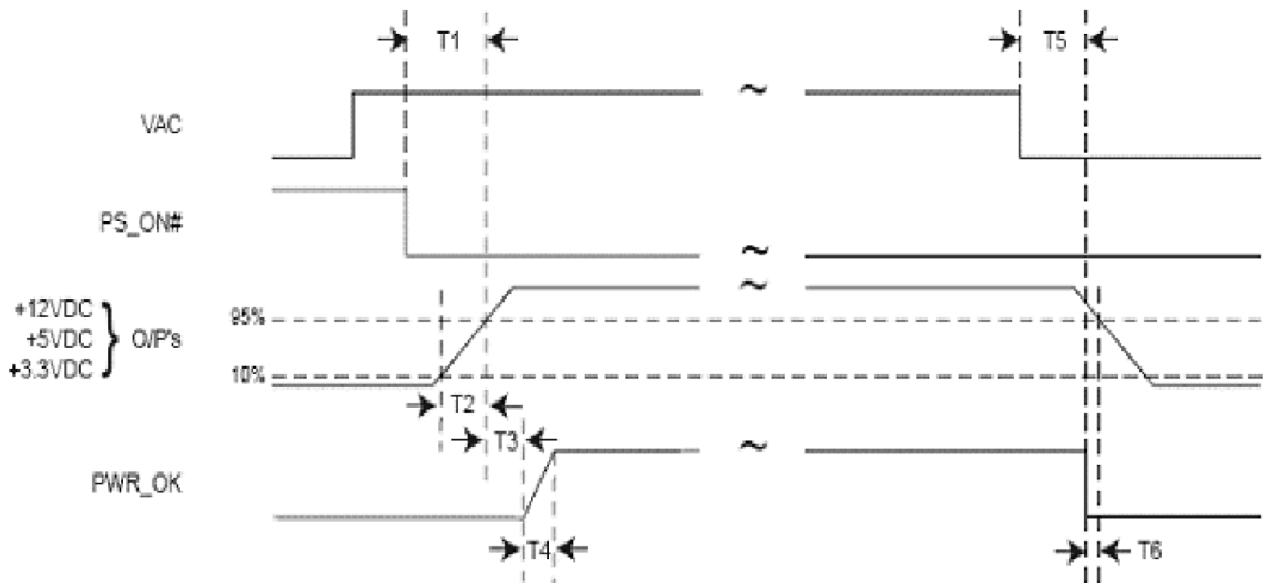 T1
T5
VAC
~
PS_ON#
~
+12VDC
+5VDC
+3.3VDC
} O/P's
95%
10%
~
T2
T3
PWR_OK
~
T4
T6